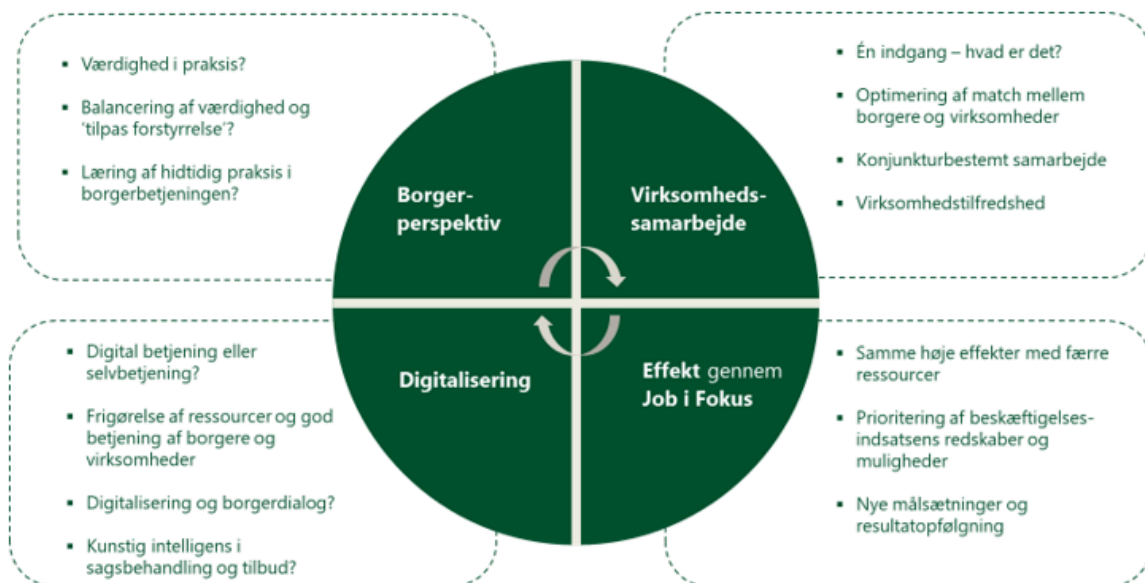 ▪ Værdighed i praksis?
▪ Balancering af værdighed og
'tilpas forstyrrelse'?
▪ Læring af hidtidig praksis i
borgerbetjeningen?
Borger-
perspektiv
Virksomheds-
samarbejde
▪ Én indgang – hvad er det?
▪ Optimering af match mellem
borgere og virksomheder
▪ Konjunkturbestemt samarbejde
▪ Virksomhedstilfredshed
▪ Digital betjening eller
selvbetjening?
▪ Frigørelse af ressourcer og god
betjening af borgere og
virksomheder
▪ Digitalisering og borgerdialog?
▪ Kunstig intelligens i
sagsbehandling og tilbud?
Digitalisering
Effekt gennem
Job i Fokus
▪ Samme høje effekter med færre
ressourcer
▪ Prioritering af beskæftigelses-
indsatsens redskaber og
muligheder
▪ Nye målsætninger og
resultatopfølgning